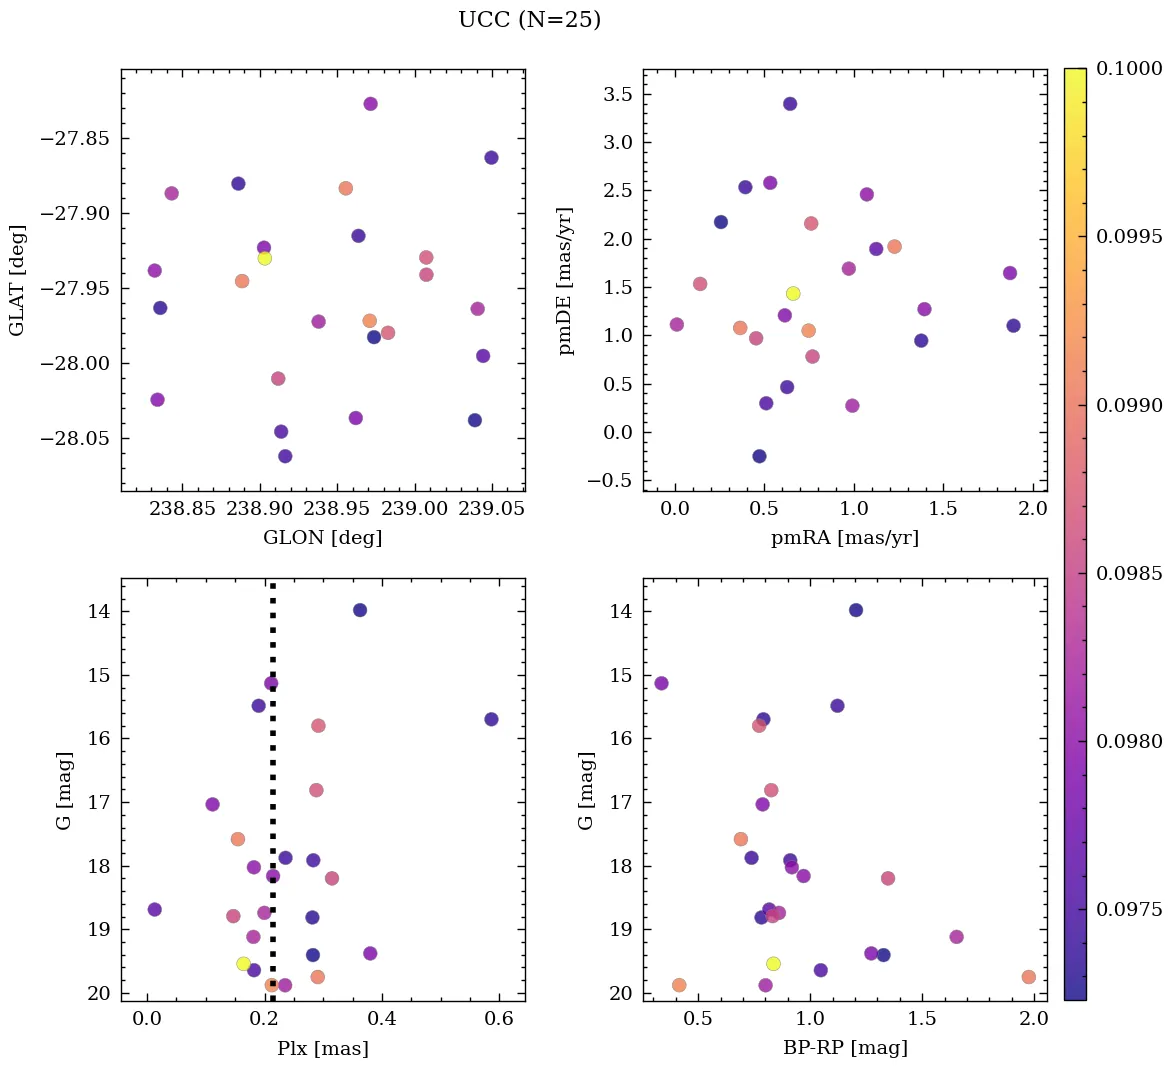 UCC (N=25)
−27.85
−27.90
−27.95
−28.00
−28.05
GLAT [deg]
238.85 238.90 238.95 239.00 239.05
GLON [deg]
3.5
3.0
2.5
2.0
1.5
1.0
0.5
0.0
−0.5
pmDE [mas/yr]
0.0 0.5 1.0 1.5 2.0
pmRA [mas/yr]
14
15
16
17
18
19
20
G [mag]
0.0 0.2 0.4 0.6
Plx [mas]
14
15
16
17
18
19
20
G [mag]
0.5 1.0 1.5 2.0
BP-RP [mag]
0.1000
0.0995
0.0990
0.0985
0.0980
0.0975